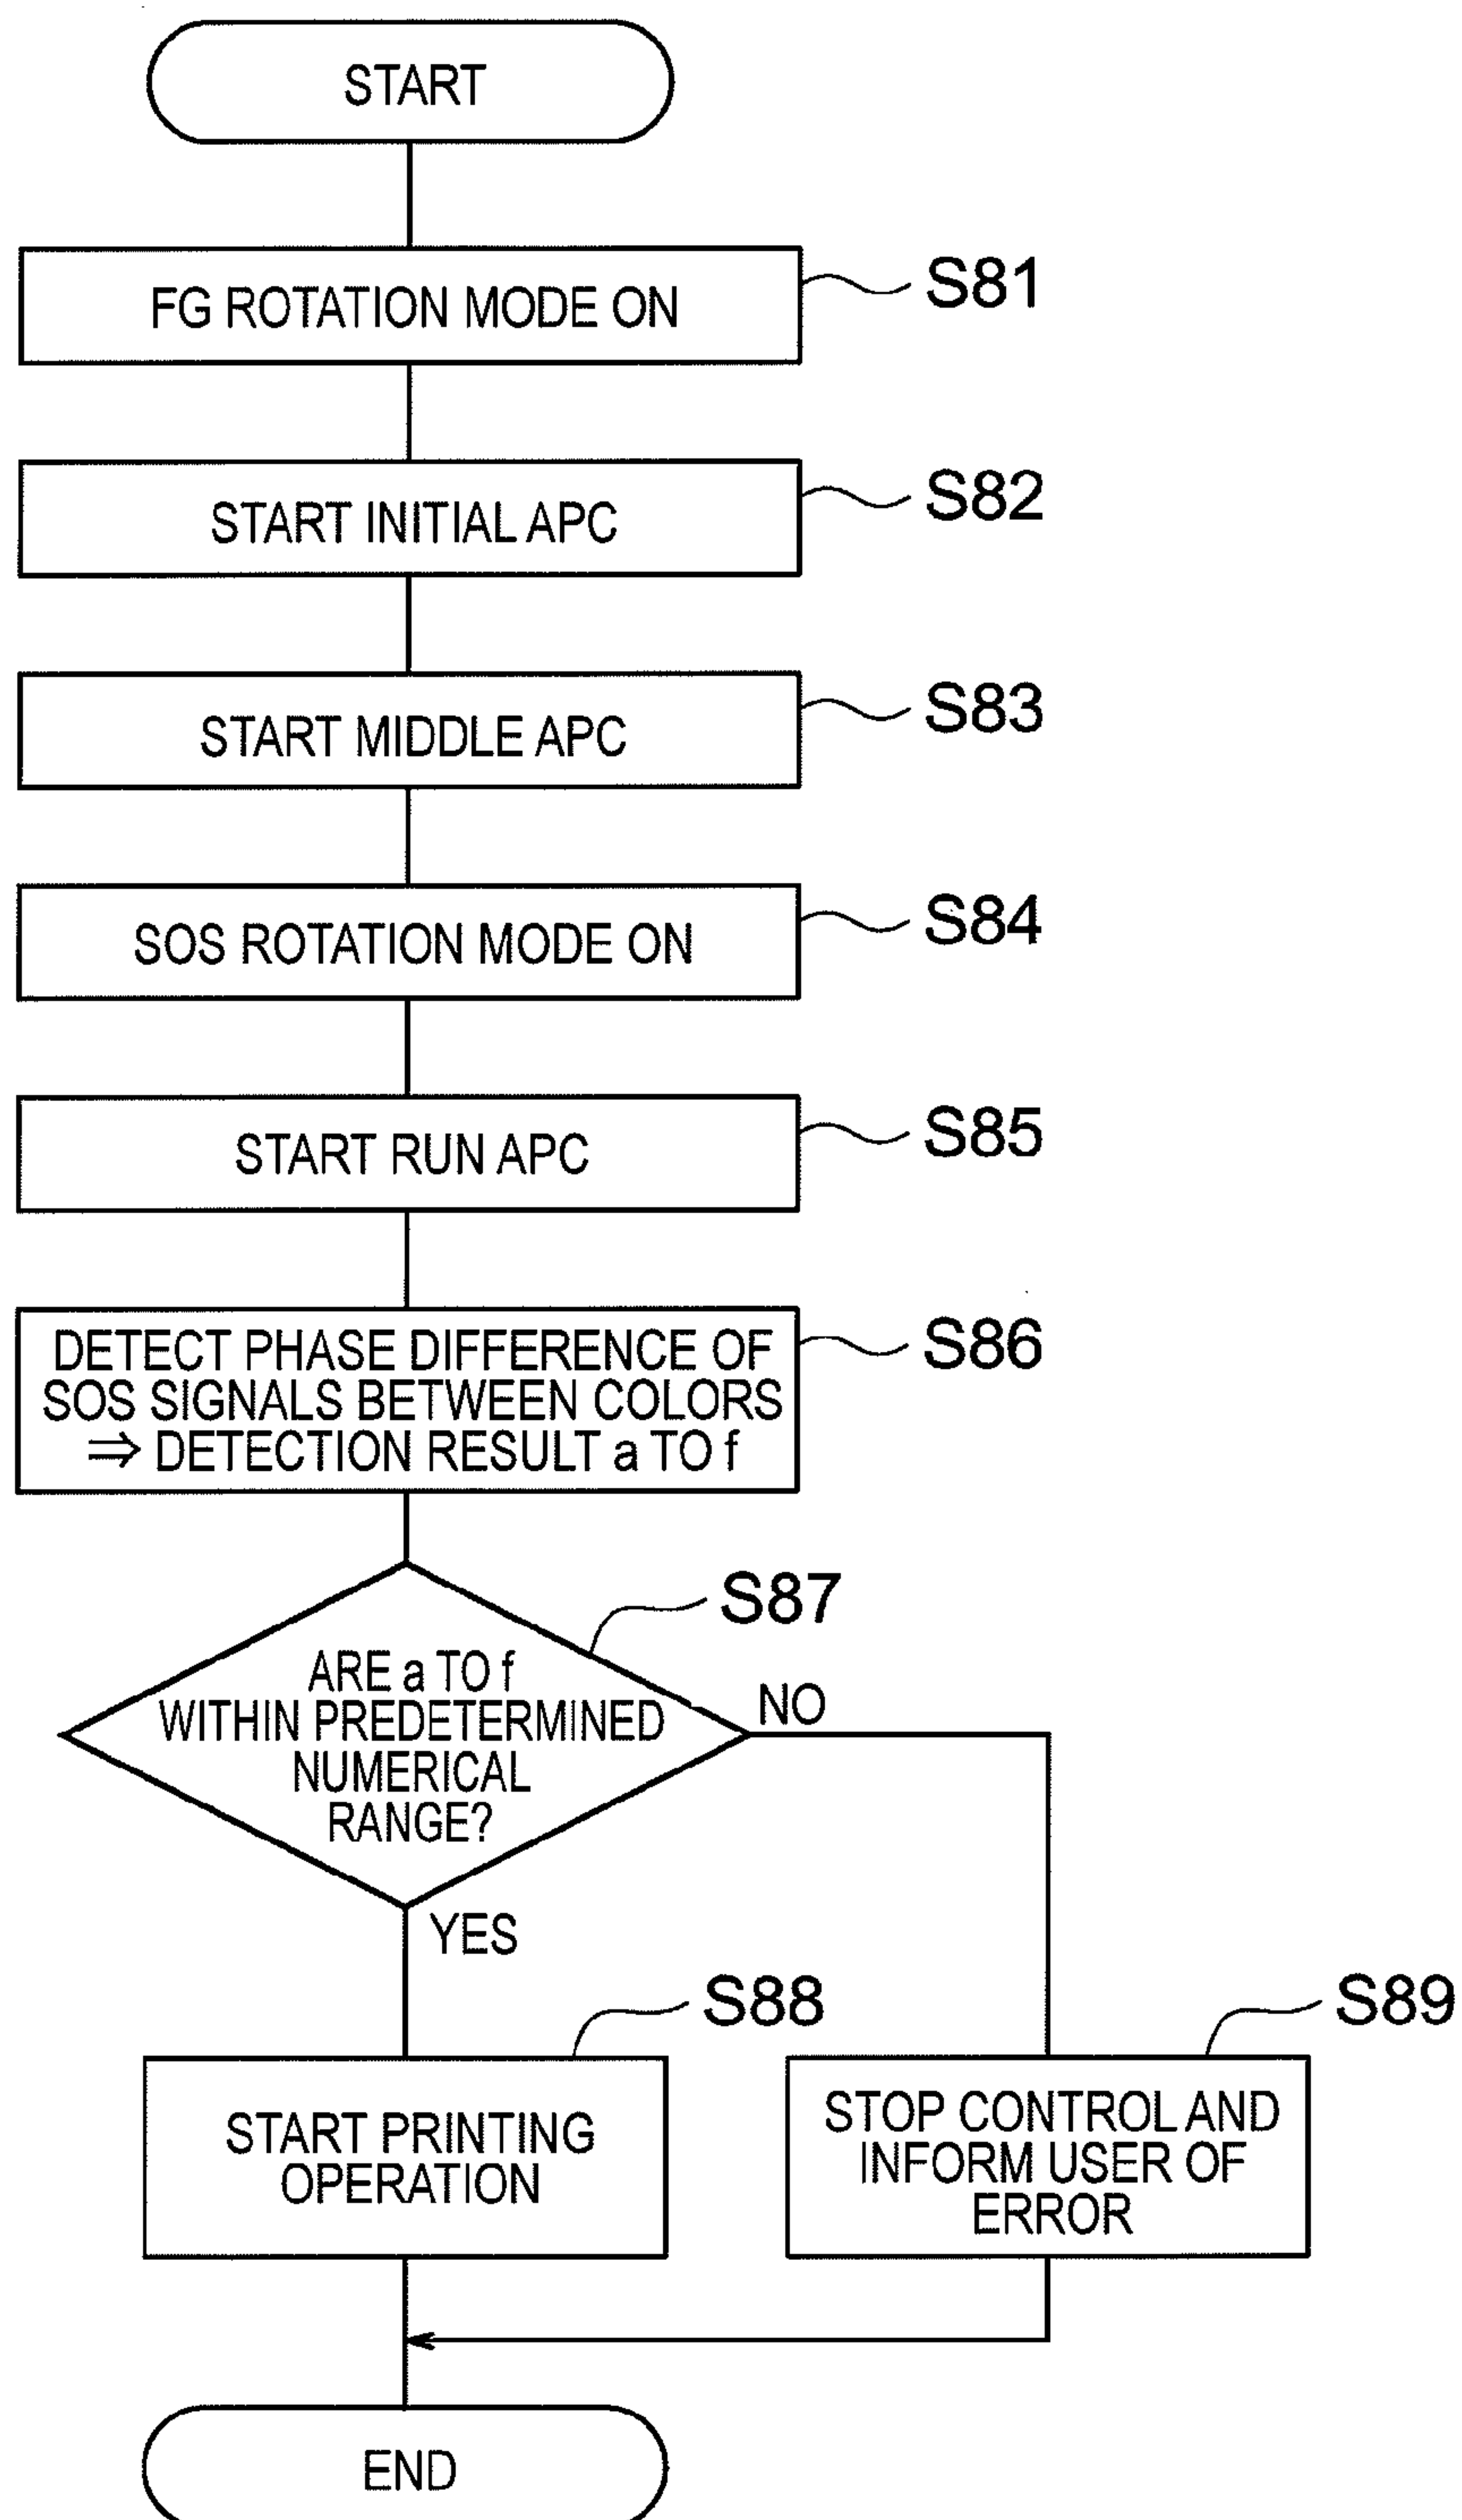 START
FG ROTATION MODE ON
S81
START INITIAL APC
S82
START MIDDLE APC
S83
SOS ROTATION MODE ON
S84
START RUN APC
S85
DETECT PHASE DIFFERENCE OF
SOS SIGNALS BETWEEN COLORS
⇒ DETECTION RESULT a TO f
S86
S87
ARE a TO f
WITHIN PREDETERMINED
NUMERICAL
RANGE?
NO
YES
S88
START PRINTING
OPERATION
S89
STOP CONTROL AND
INFORM USER OF
ERROR
END